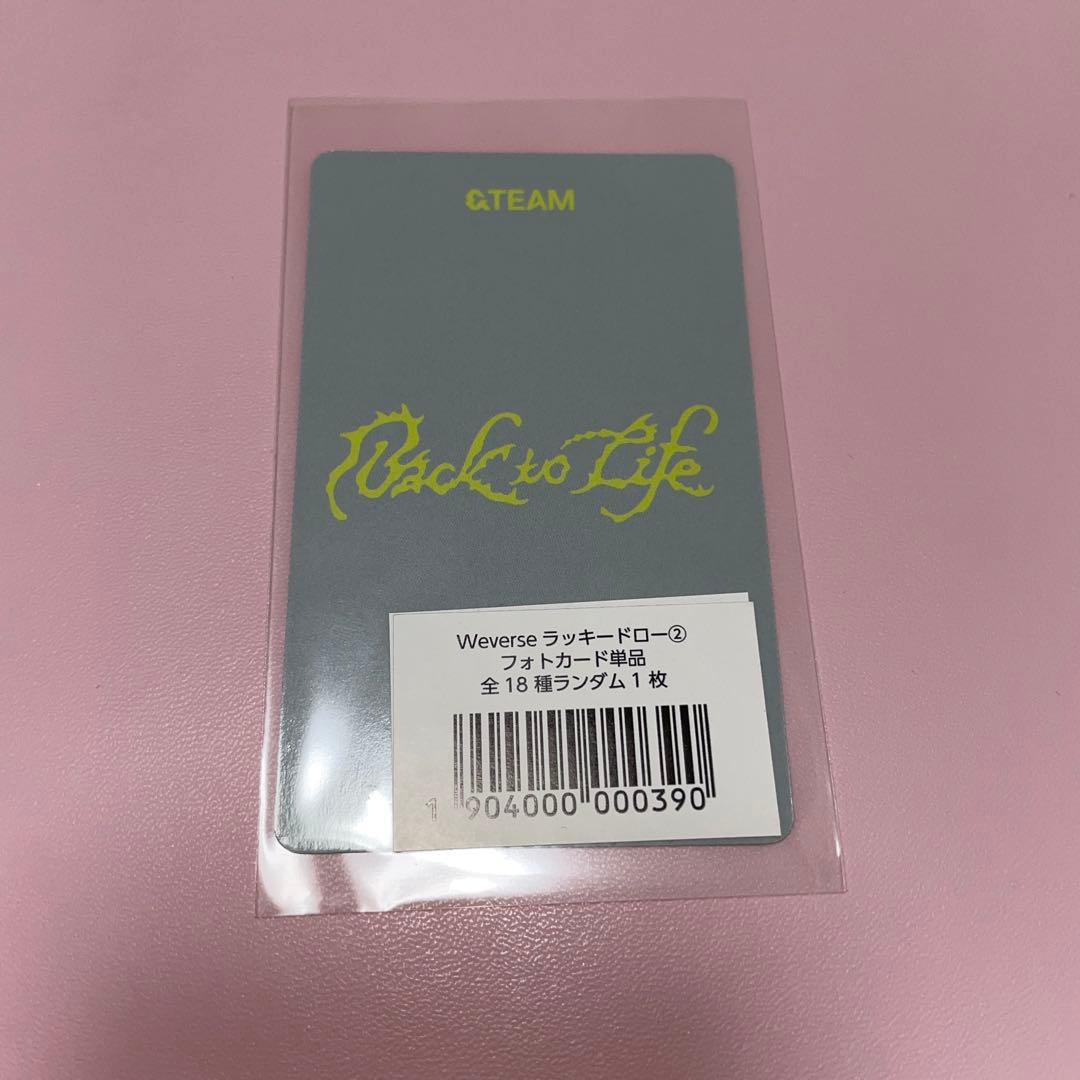 &TEAM
Back to Life
Weverse ラッキードロー②
フォトカード単品
全18種ランダム1枚
1 904000 000390